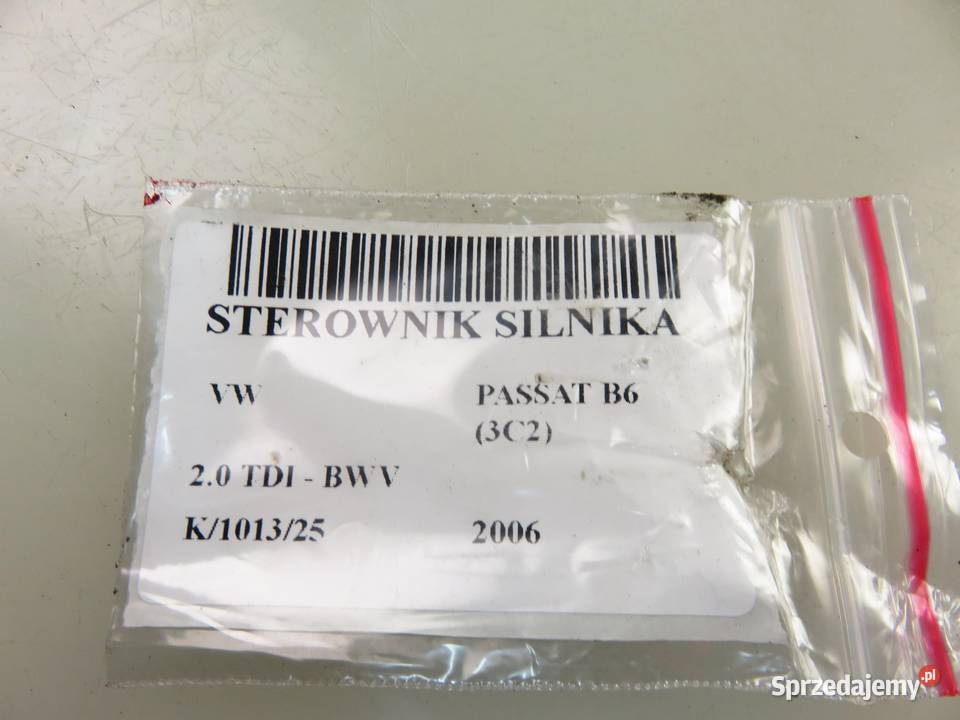 STEROWNIK SILNIKA
VW PASSAT B6
(3C2)
2.0 TDI - BWV
K/1013/25 2006
Sprzedajemy.pl